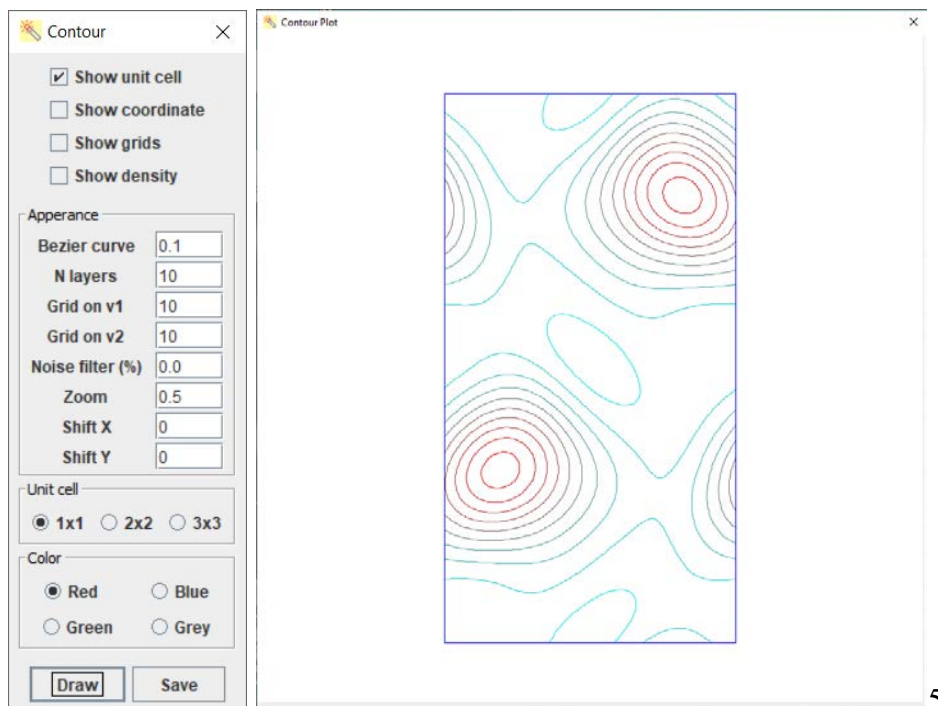 Contour
Show unit cell
Show coordinate
Show grids
Show density
Apperance
Bezier curve 0.1
N layers 10
Grid on v1 10
Grid on v2 10
Noise filter (%) 0.0
Zoom 0.5
Shift X 0
Shift Y 0
Unit cell
1x1 2x2 3x3
Color
Red Blue
Green Grey
Draw Save
Contour Plot
5